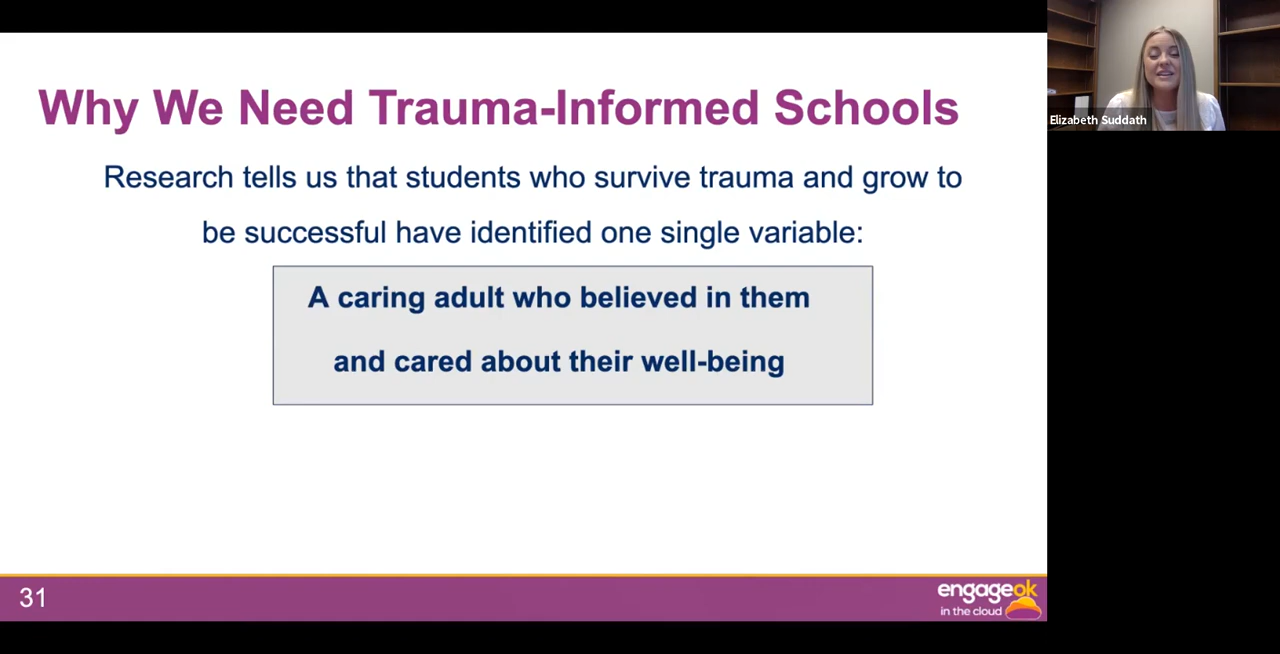 Why We Need Trauma-Informed Schools
Elizabeth Suddath
Research tells us that students who survive trauma and grow to
be successful have identified one single variable:
A caring adult who believed in them
and cared about their well-being
31
engageok
in the cloud